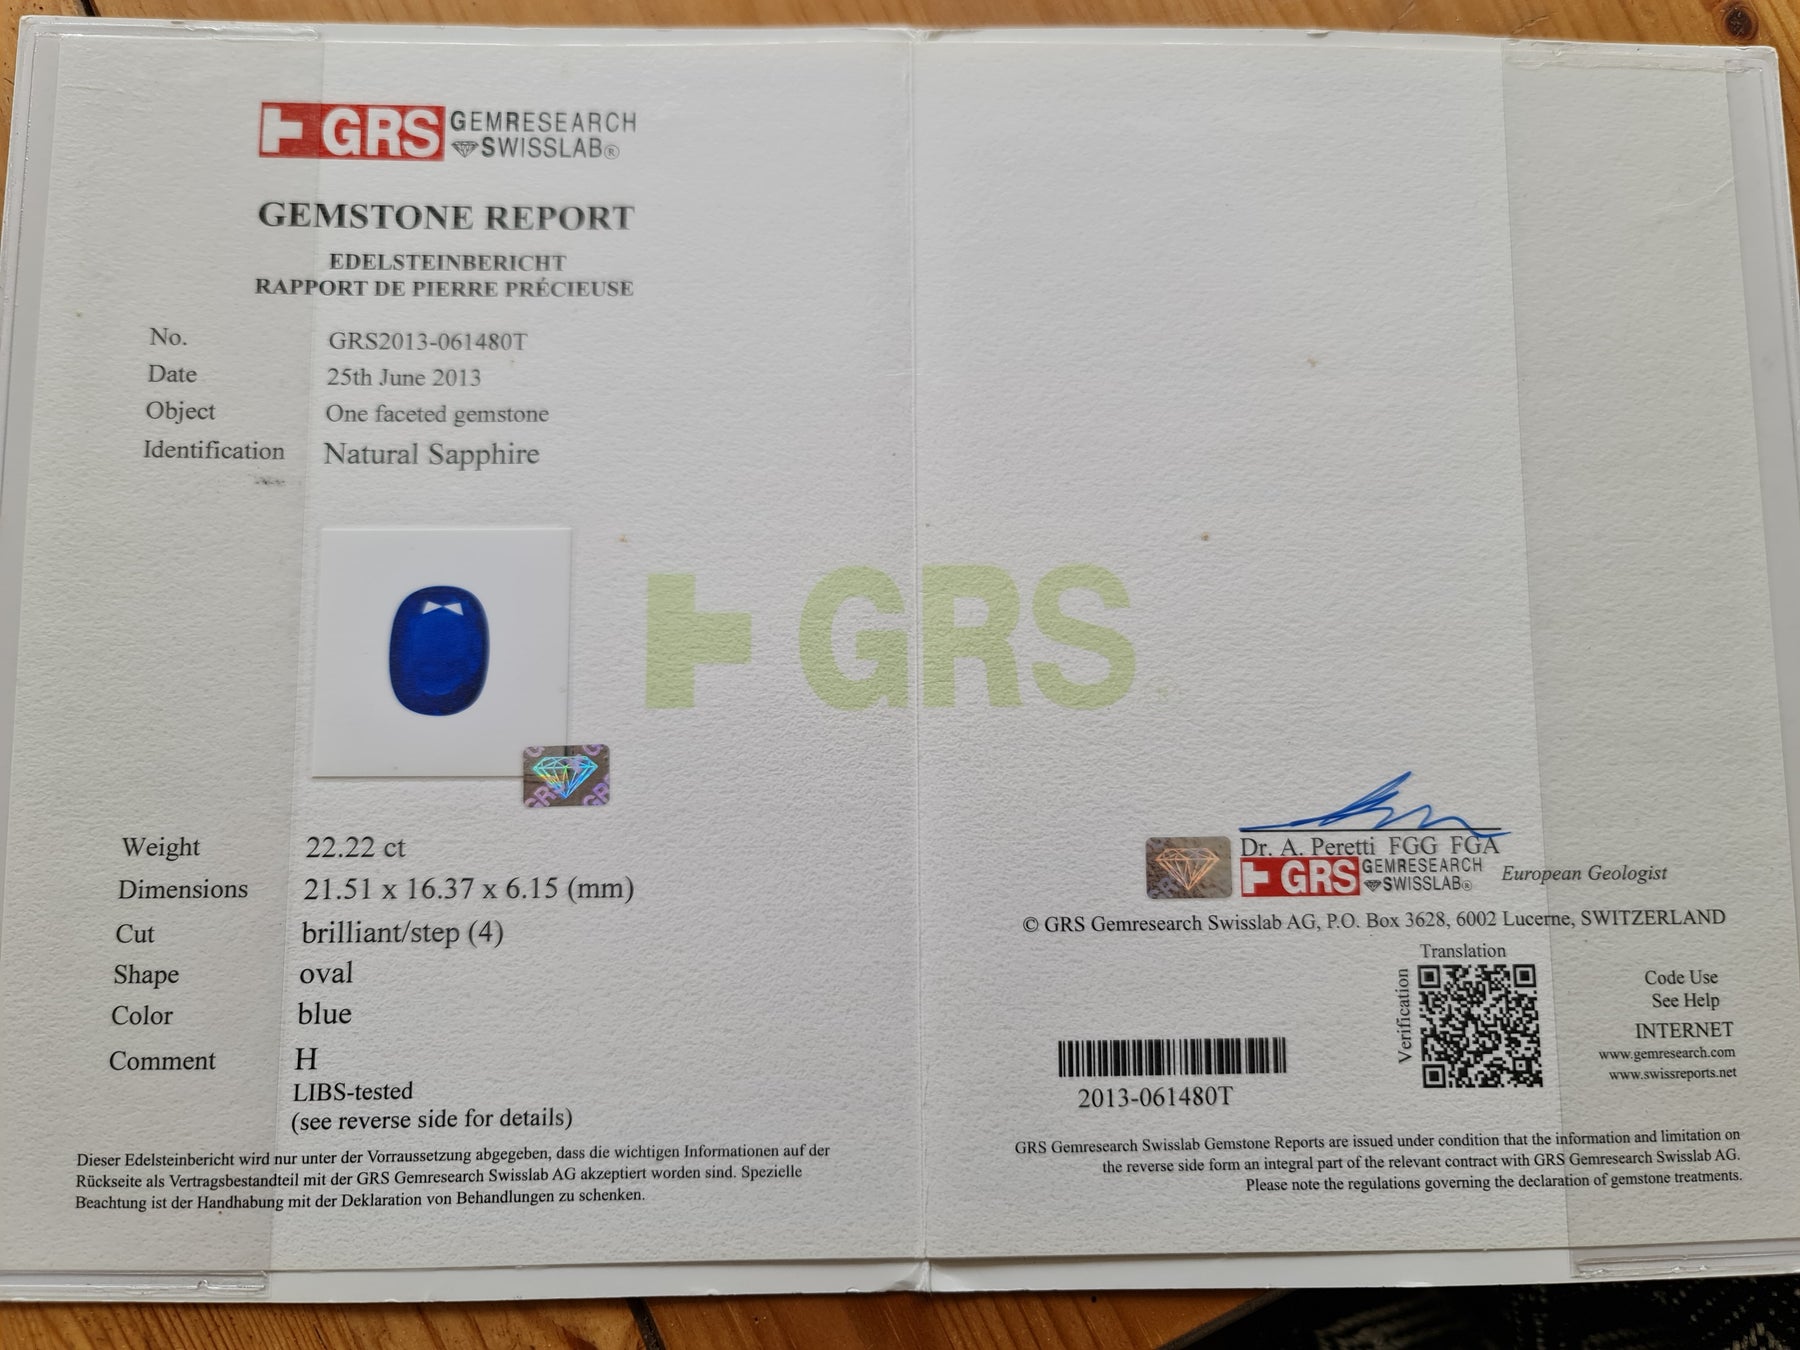 GRS GEMRESEARCH
SWISSLAB®
GEMSTONE REPORT
EDELSTEINBERICHT
RAPPORT DE PIERRE PRÉCIEUSE
No. GRS2013-061480T
Date 25th June 2013
Object One faceted gemstone
Identification Natural Sapphire
GRS
Weight 22.22 ct
Dimensions 21.51 x 16.37 x 6.15 (mm)
Cut brilliant/step (4)
Shape oval
Color blue
Comment H
LIBS-tested
(see reverse side for details)
Dieser Edelsteinbericht wird nur unter der Vorraussetzung abgegeben, dass die wichtigen Informationen auf der
Rückseite als Vertragsbestandteil mit der GRS Gemresearch Swisslab AG akzeptiert worden sind. Spezielle
Beachtung ist der Handhabung mit der Deklaration von Behandlungen zu schenken.
Dr. A. Peretti FGG FGA
GRS GEMRESEARCH
SWISSLAB®
European Geologist
© GRS Gemresearch Swisslab AG, P.O. Box 3628, 6002 Lucerne, SWITZERLAND
Translation
Verification
Code Use
See Help
INTERNET
www.gemresearch.com
www.swissreports.net
2013-061480T
GRS Gemresearch Swisslab Gemstone Reports are issued under condition that the information and limitation on
the reverse side form an integral part of the relevant contract with GRS Gemresearch Swisslab AG.
Please note the regulations governing the declaration of gemstone treatments.